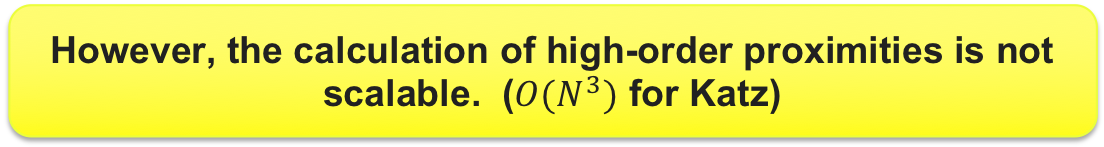 However, the calculation of high-order proximities is not
scalable. (O(N³) for Katz)